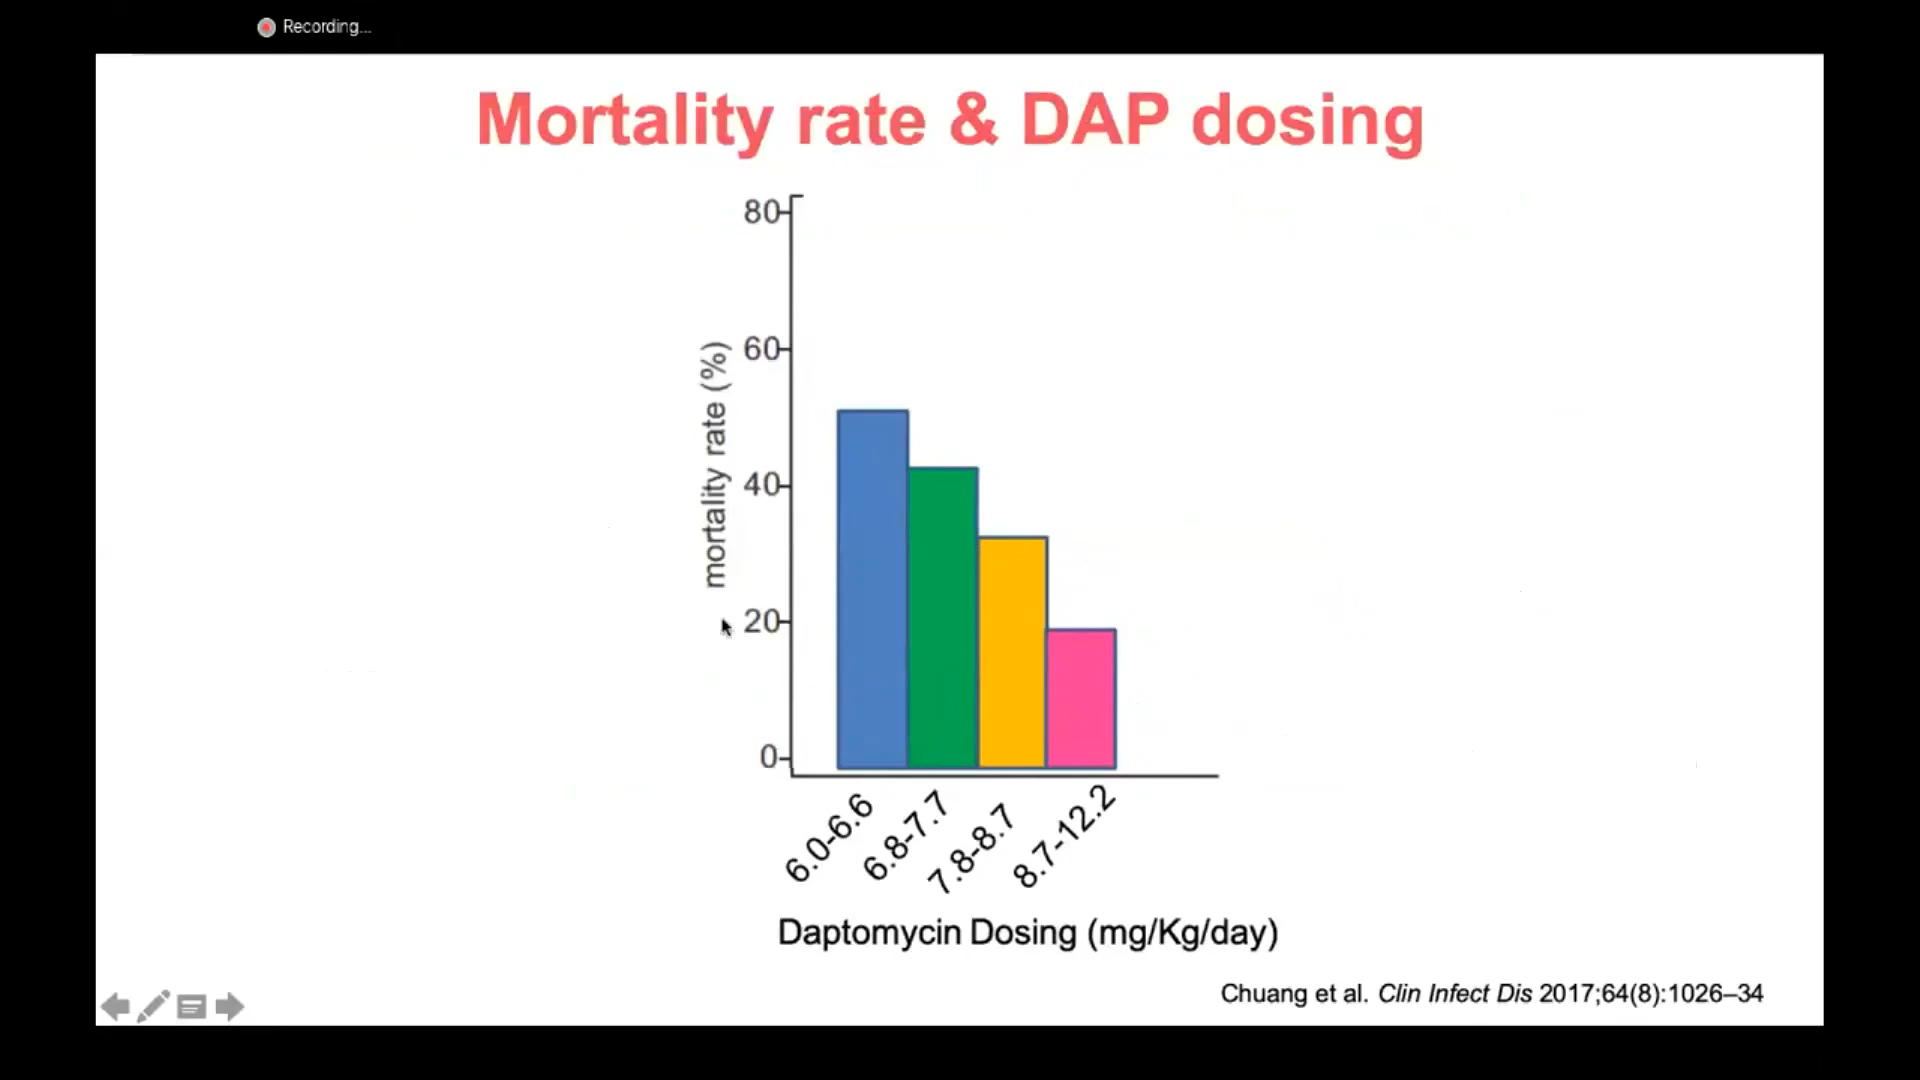 Recording...
Mortality rate & DAP dosing
80
60
40
20
0
mortality rate (%)
6.0-6.6
6.8-7.7
7.8-8.7
8.7-12.2
Daptomycin Dosing (mg/Kg/day)
Chuang et al. Clin Infect Dis 2017;64(8):1026–34